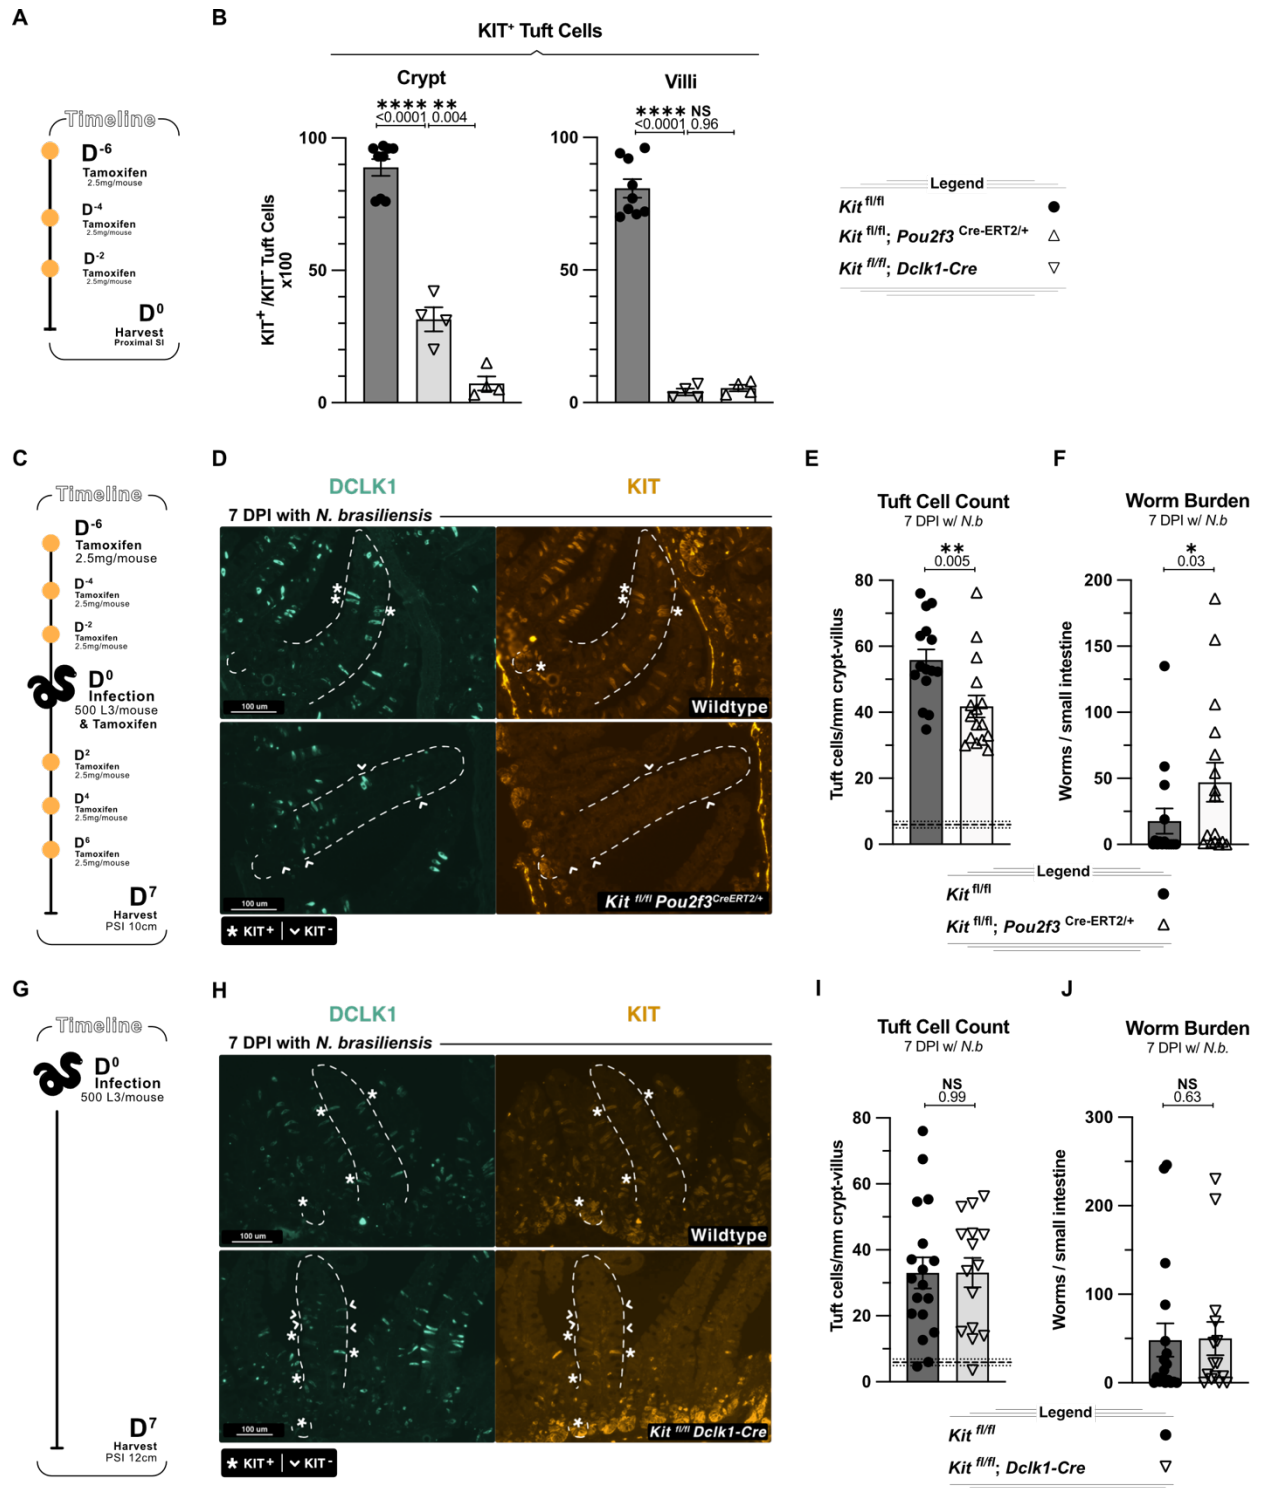 A
Timeline
D-6
Tamoxifen
2.5mg/mouse
D-4
Tamoxifen
2.5mg/mouse
D-2
Tamoxifen
2.5mg/mouse
D0
Harvest
Proximal SI
B
KIT+ Tuft Cells
Crypt
Villi
**** **
<0.0001 0.004
**** NS
<0.0001 0.96
KIT+/KIT- Tuft Cells
x100
100
50
0
100
50
0
Legend
Kit fl/fl
Kit fl/fl; Pou2f3 Cre-ERT2/+
Kit fl/fl; Dclk1-Cre
C
Timeline
D-6
Tamoxifen
2.5mg/mouse
D-4
Tamoxifen
2.5mg/mouse
D-2
Tamoxifen
2.5mg/mouse
D0
Infection
500 L3/mouse
& Tamoxifen
D2
Tamoxifen
2.5mg/mouse
D4
Tamoxifen
2.5mg/mouse
D6
Tamoxifen
2.5mg/mouse
D7
Harvest
PSI 10cm
D
DCLK1
KIT
7 DPI with N. brasiliensis
100 um
Wildtype
100 um
Kit fl/fl Pou2f3CreERT2/+
* KIT+ | ⌄ KIT-
E
Tuft Cell Count
7 DPI w/ N.b
**
0.005
Tuft cells/mm crypt-villus
80
60
40
20
0
F
Worm Burden
7 DPI w/ N.b
*
0.03
Worms / small intestine
200
150
100
50
0
Legend
Kit fl/fl
Kit fl/fl; Pou2f3 Cre-ERT2/+
G
Timeline
D0
Infection
500 L3/mouse
D7
Harvest
PSI 12cm
H
DCLK1
KIT
7 DPI with N. brasiliensis
100 um
Wildtype
100 um
Kit fl/fl Dclk1-Cre
* KIT+ | ⌄ KIT-
I
Tuft Cell Count
7 DPI w/ N.b
NS
0.99
Tuft cells/mm crypt-villus
80
60
40
20
0
J
Worm Burden
7 DPI w/ N.b.
NS
0.63
Worms / small intestine
300
200
100
0
Legend
Kit fl/fl
Kit fl/fl; Dclk1-Cre